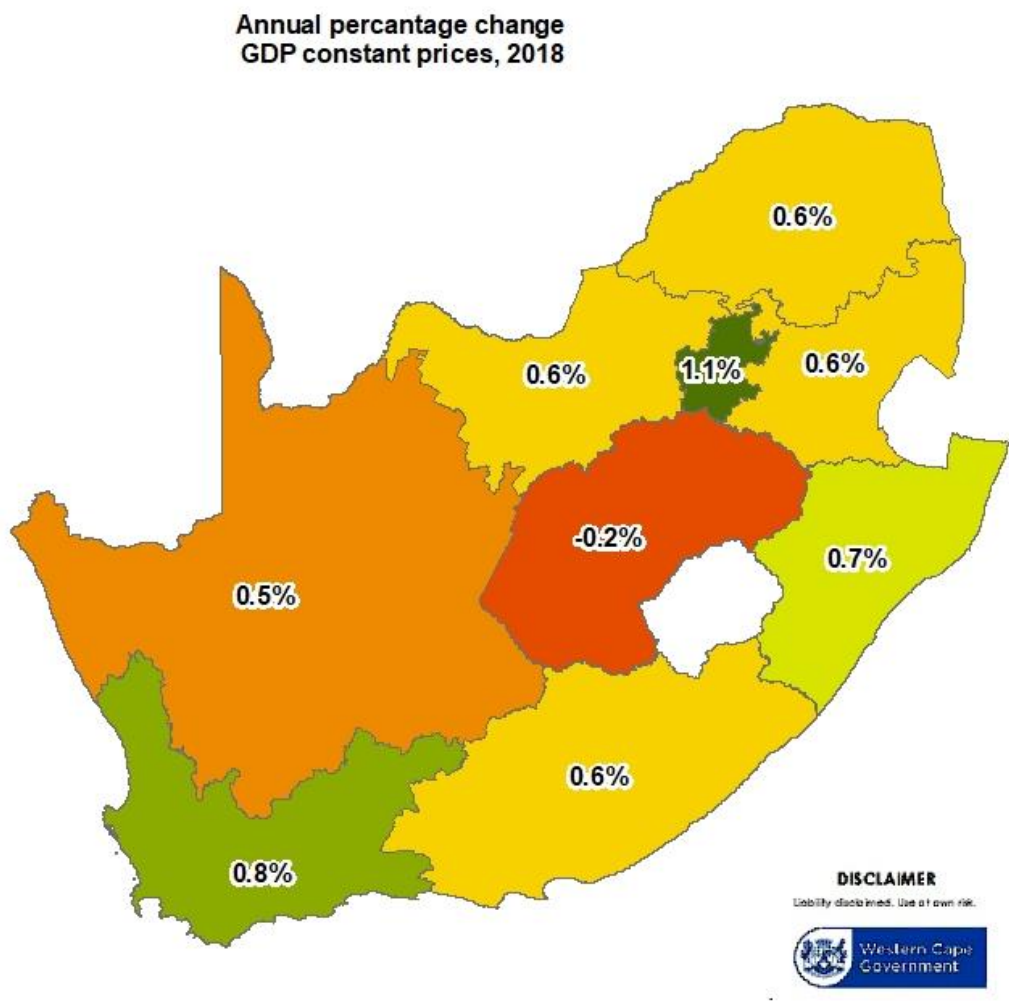 Annual percantage change
GDP constant prices, 2018
0.6%
0.6%
1.1%
0.6%
-0.2%
0.7%
0.5%
0.6%
0.8%
DISCLAIMER
Liability disclaimed. Use at own risk.
Western Cape
Government